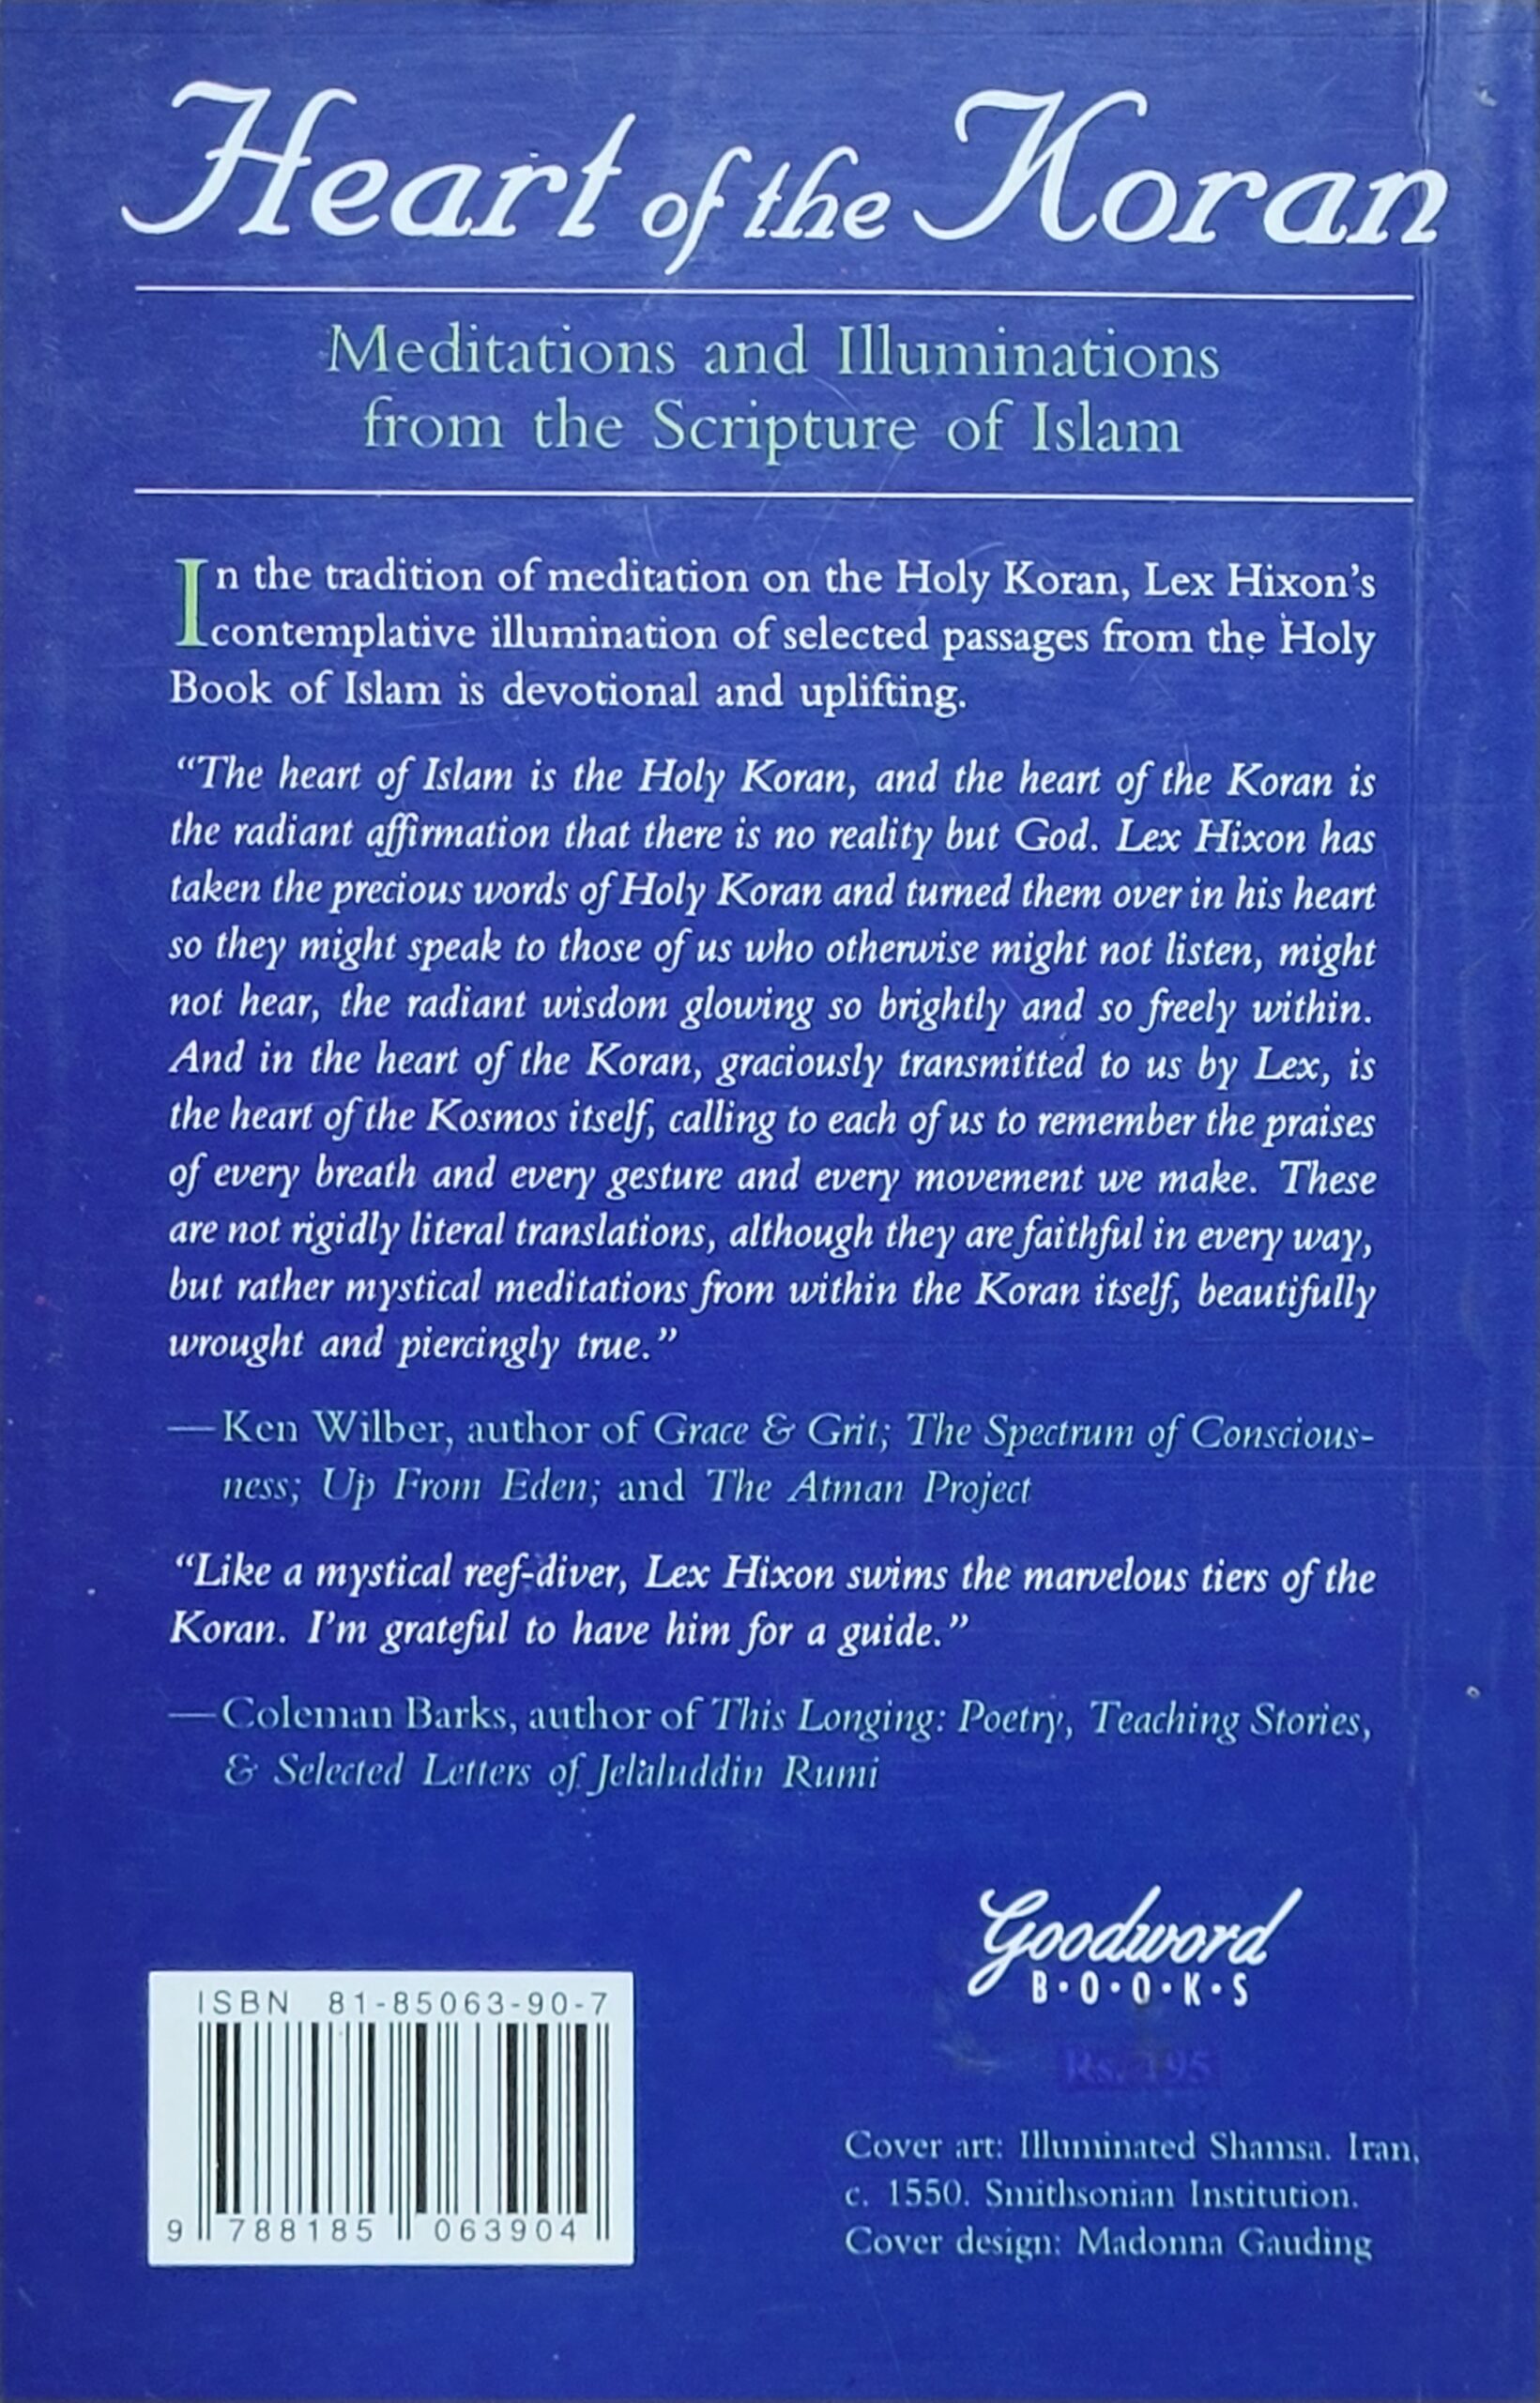 Heart of the Koran
Meditations and Illuminations
from the Scripture of Islam
In the tradition of meditation on the Holy Koran, Lex Hixon's
contemplative illumination of selected passages from the Holy
Book of Islam is devotional and uplifting.
“The heart of Islam is the Holy Koran, and the heart of the Koran is
the radiant affirmation that there is no reality but God. Lex Hixon has
taken the precious words of Holy Koran and turned them over in his heart
so they might speak to those of us who otherwise might not listen, might
not hear, the radiant wisdom glowing so brightly and so freely within.
And in the heart of the Koran, graciously transmitted to us by Lex, is
the heart of the Kosmos itself, calling to each of us to remember the praises
of every breath and every gesture and every movement we make. These
are not rigidly literal translations, although they are faithful in every way,
but rather mystical meditations from within the Koran itself, beautifully
wrought and piercingly true.”
—Ken Wilber, author of Grace & Grit; The Spectrum of Conscious-
ness; Up From Eden; and The Atman Project
“Like a mystical reef-diver, Lex Hixon swims the marvelous tiers of the
Koran. I'm grateful to have him for a guide.”
—Coleman Barks, author of This Longing: Poetry, Teaching Stories,
& Selected Letters of Jelaluddin Rumi
Goodword
B•O•O•K•S
Rs. 195
ISBN 81-85063-90-7
9 788185 063904
Cover art: Illuminated Shamsa. Iran,
c. 1550. Smithsonian Institution.
Cover design: Madonna Gauding